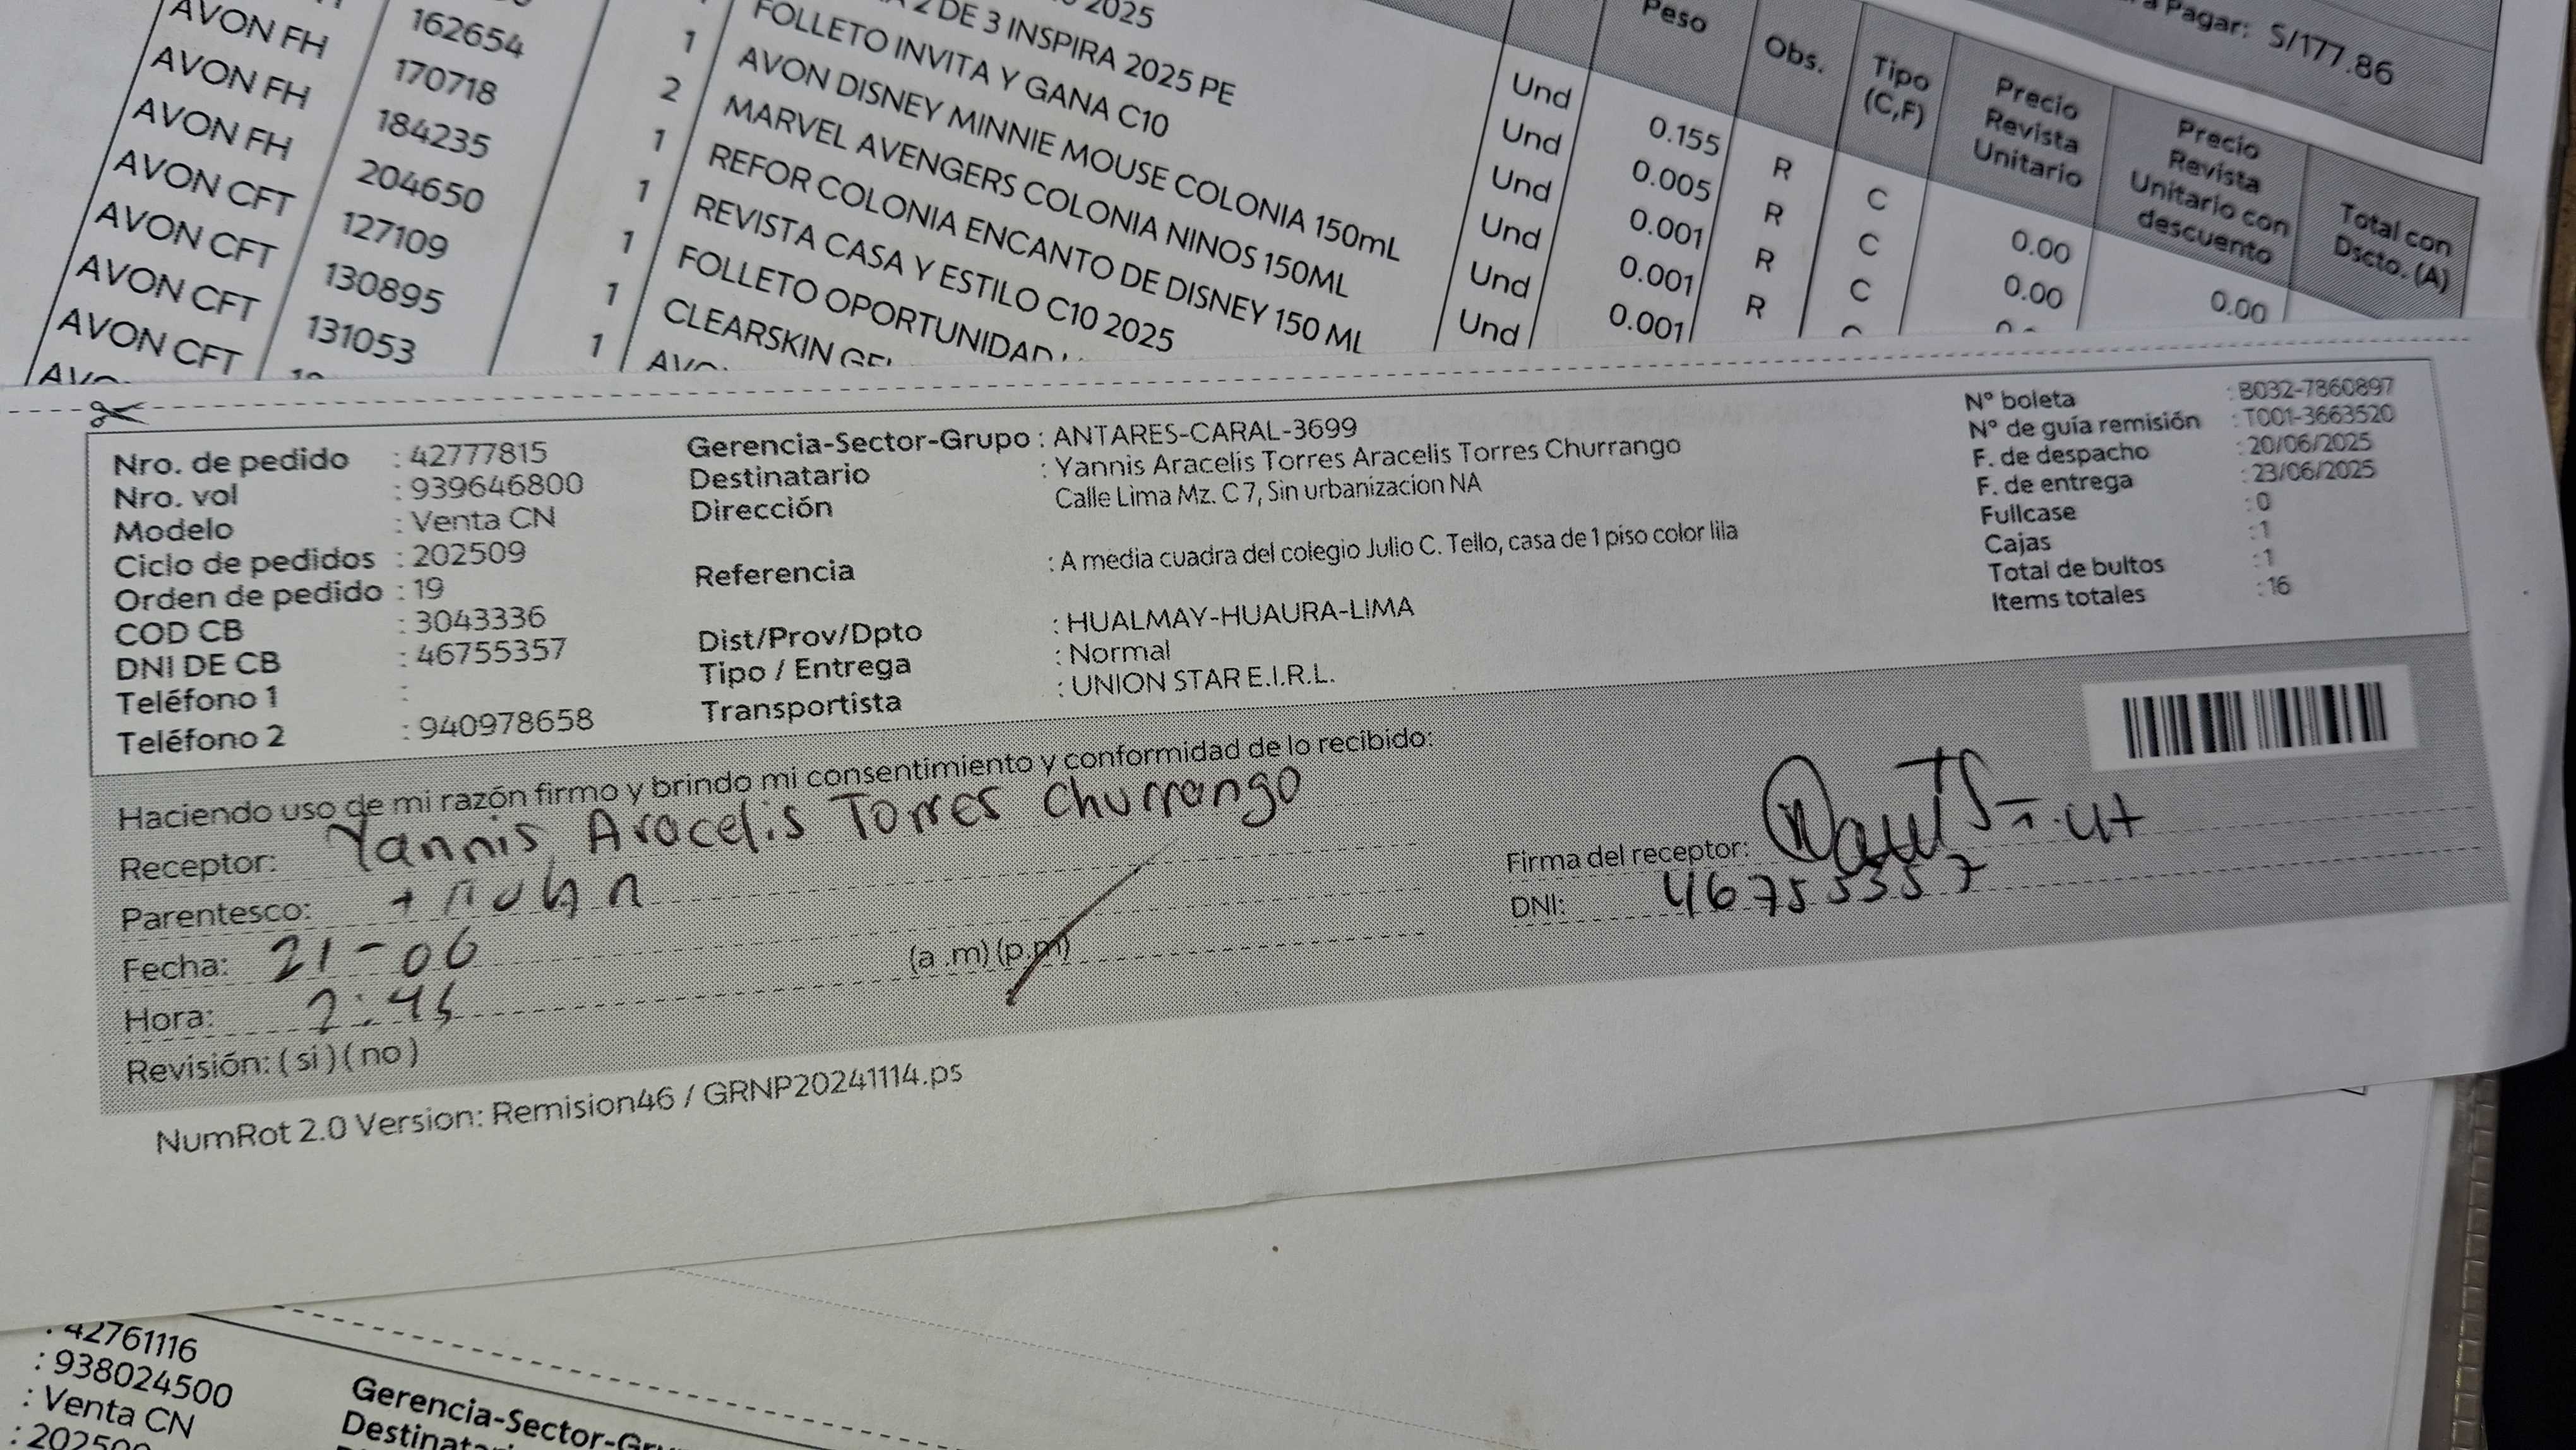 a Pagar: S/177.86
2025
A 2 DE 3 INSPIRA 2025 PE
FOLLETO INVITA Y GANA C10
AVON DISNEY MINNIE MOUSE COLONIA 150mL
MARVEL AVENGERS COLONIA NINOS 150ML
REFOR COLONIA ENCANTO DE DISNEY 150 ML
REVISTA CASA Y ESTILO C10 2025
FOLLETO OPORTUNIDAD
CLEARSKIN GEL
AVON FH 162654 1
AVON FH 170718 2
AVON FH 184235 1
AVON CFT 204650 1
AVON CFT 127109 1
AVON CFT 130895 1
AVON CFT 131053 1
Peso Obs. Tipo (C,F) Precio Revista Unitario Precio Revista Unitario con descuento Total con Dscto. (A)
Und 0.155 R C 0.00 0.00
Und 0.005 R C 0.00
Und 0.001 R C
Und 0.001 R
Und 0.001
Und
Nro. de pedido : 42777815
Nro. vol : 939646800
Modelo : Venta CN
Ciclo de pedidos : 202509
Orden de pedido : 19
COD CB : 3043336
DNI DE CB : 46755357
Teléfono 1 :
Teléfono 2 : 940978658
Gerencia-Sector-Grupo : ANTARES-CARAL-3699
Destinatario : Yannis Aracelis Torres Aracelis Torres Churrango
Dirección Calle Lima Mz. C 7, Sin urbanizacion NA
Referencia : A media cuadra del colegio Julio C. Tello, casa de 1 piso color lila
Dist/Prov/Dpto : HUALMAY-HUAURA-LIMA
Tipo / Entrega : Normal
Transportista : UNION STAR E.I.R.L.
N° boleta : B032-7860897
N° de guía remisión : T001-3663520
F. de despacho : 20/06/2025
F. de entrega : 23/06/2025
Fullcase : 0
Cajas : 1
Total de bultos : 1
Items totales : 16
Haciendo uso de mi razón firmo y brindo mi consentimiento y conformidad de lo recibido:
Receptor: Yannis Aracelis Torres Churrango
Parentesco:
Fecha: 21-06
Hora: 2:45 (a .m) (p.m)
Revisión: ( si ) ( no )
Firma del receptor:
DNI: 46755357
NumRot 2.0 Version: Remision46 / GRNP20241114.ps
: 42761116
: 938024500
: Venta CN
Gerencia-Sector-Gru
Destinatar